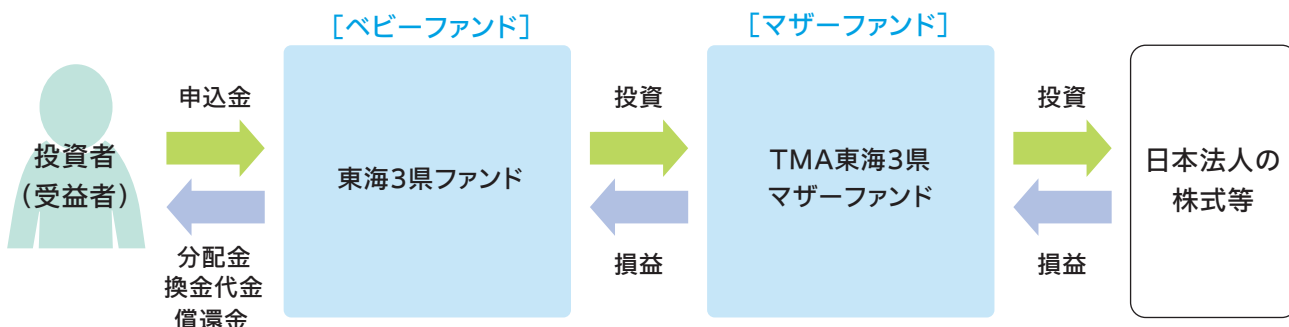 [ベビーファンド]
[マザーファンド]
投資者
(受益者)
申込金
分配金
換金代金
償還金
東海3県ファンド
投資
損益
TMA東海3県
マザーファンド
投資
損益
日本法人の
株式等